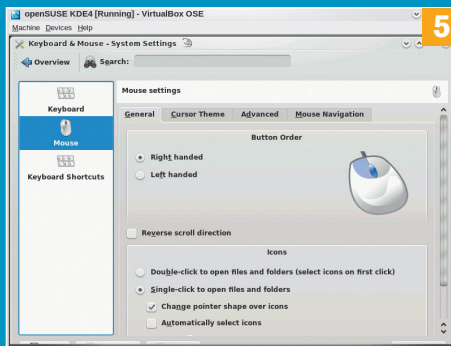 openSUSE KDE4 [Running] - VirtualBox OSE
5
Machine Devices Help
Keyboard & Mouse - System Settings
Overview Search:
Keyboard
Mouse
Keyboard Shortcuts
Mouse settings
General Cursor Theme Advanced Mouse Navigation
Button Order
Right handed
Left handed
Reverse scroll direction
Icons
Double-click to open files and folders (select icons on first click)
Single-click to open files and folders
Change pointer shape over icons
Automatically select icons